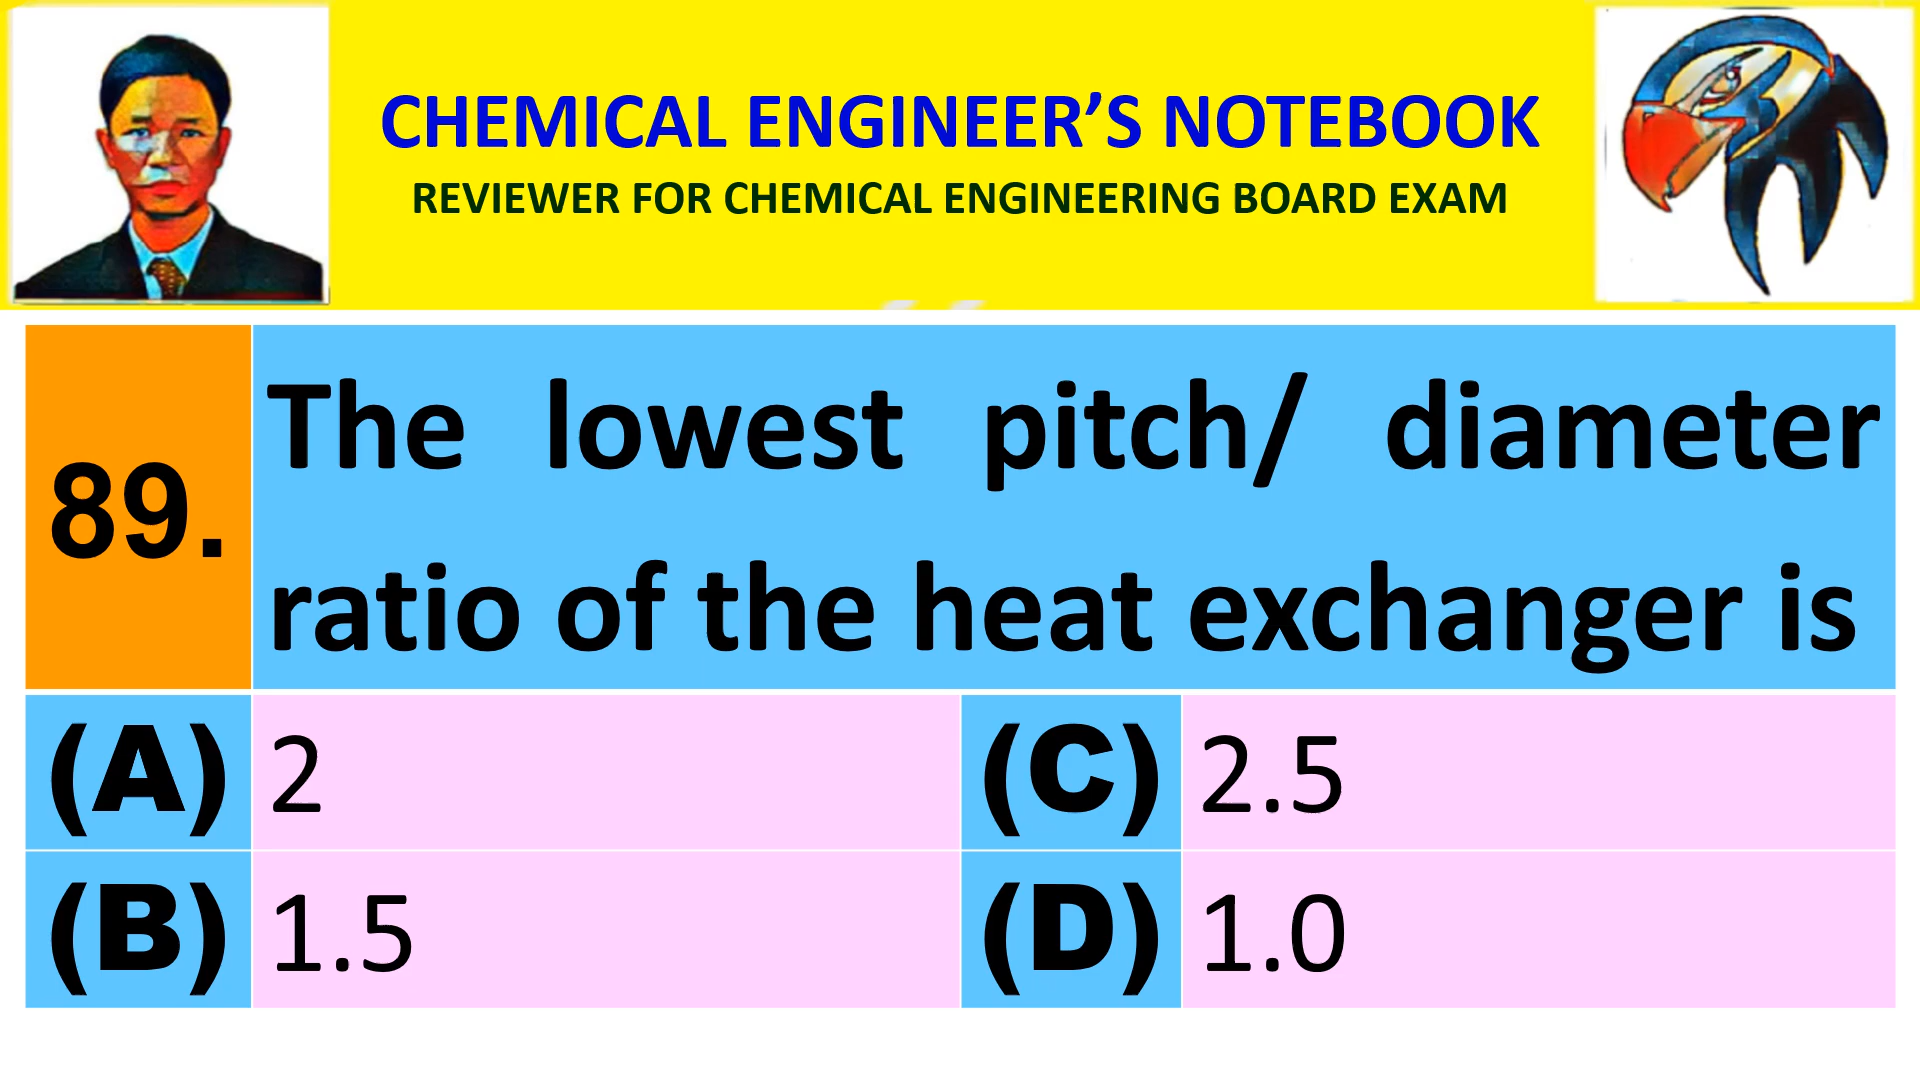 CHEMICAL ENGINEER’S NOTEBOOK
REVIEWER FOR CHEMICAL ENGINEERING BOARD EXAM
89.
The lowest pitch/ diameter
ratio of the heat exchanger is
(A) 2
(C) 2.5
(B) 1.5
(D) 1.0